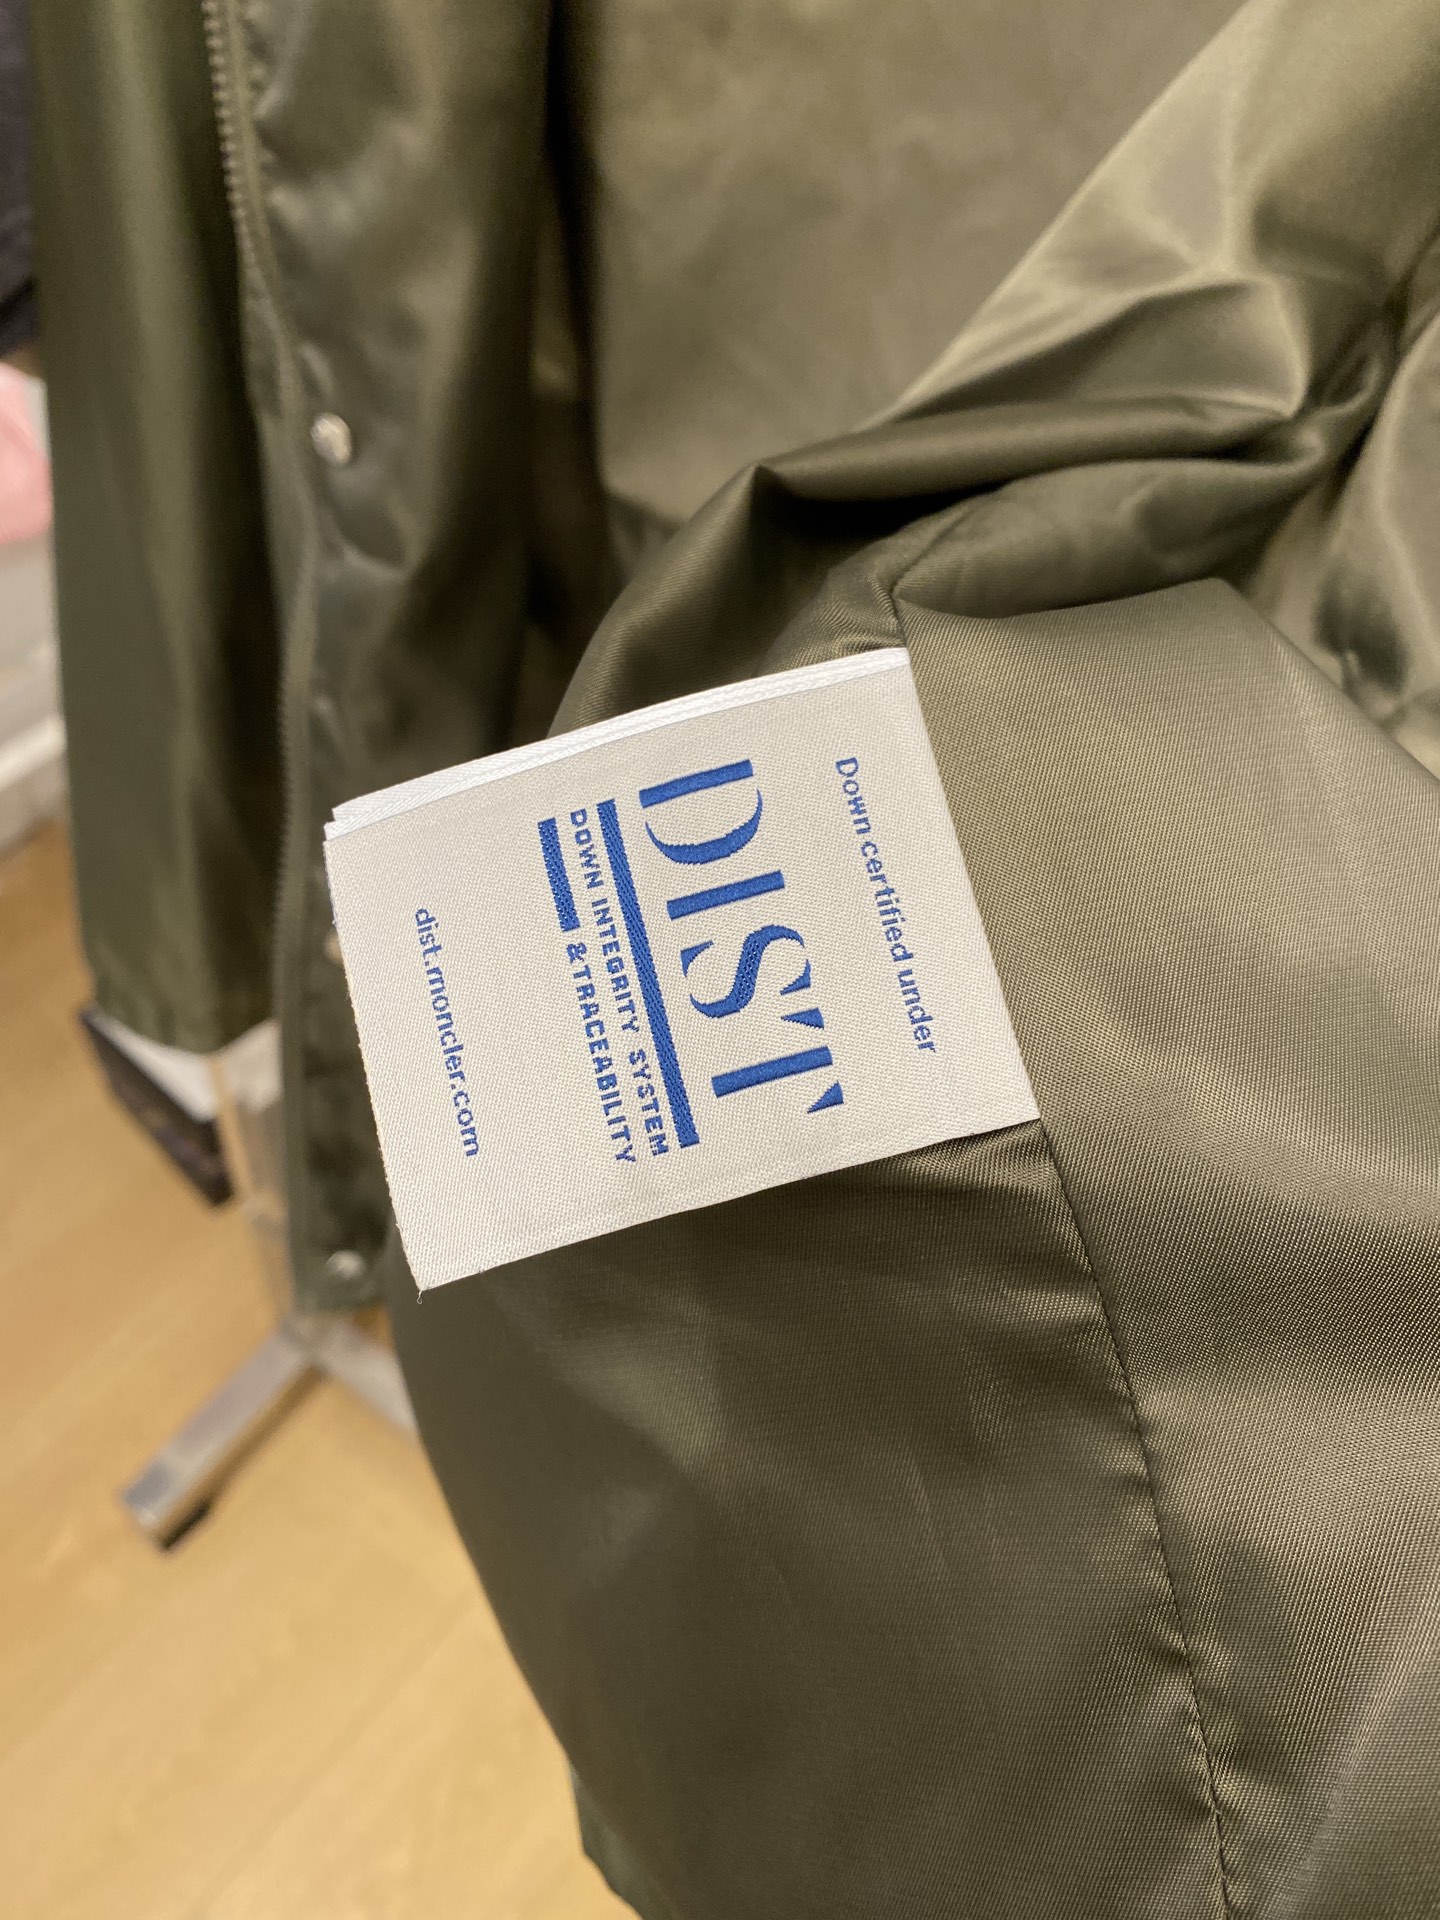 Down certified under
DIST
DOWN INTEGRITY SYSTEM
& TRACEABILITY
dist.moncler.com